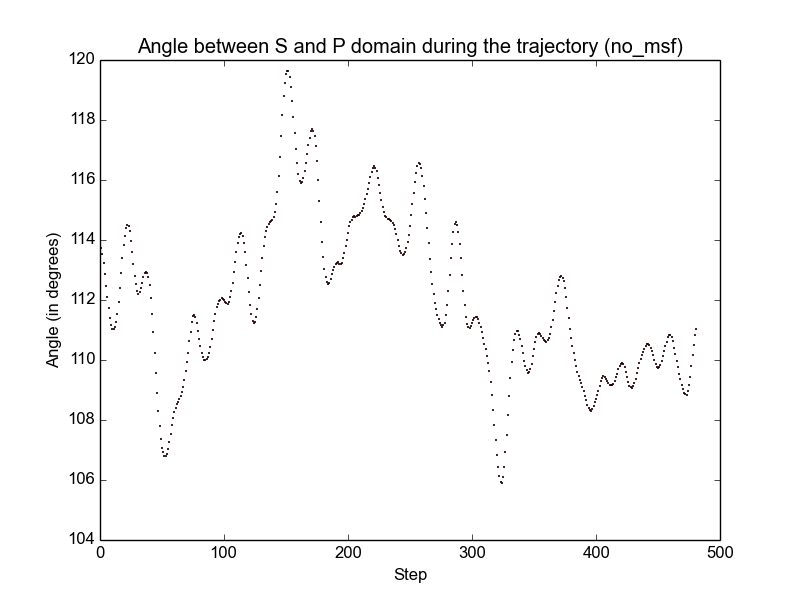 Angle between S and P domain during the trajectory (no_msf)
120
118
116
114
112
110
108
106
104
Angle (in degrees)
0 100 200 300 400 500
Step